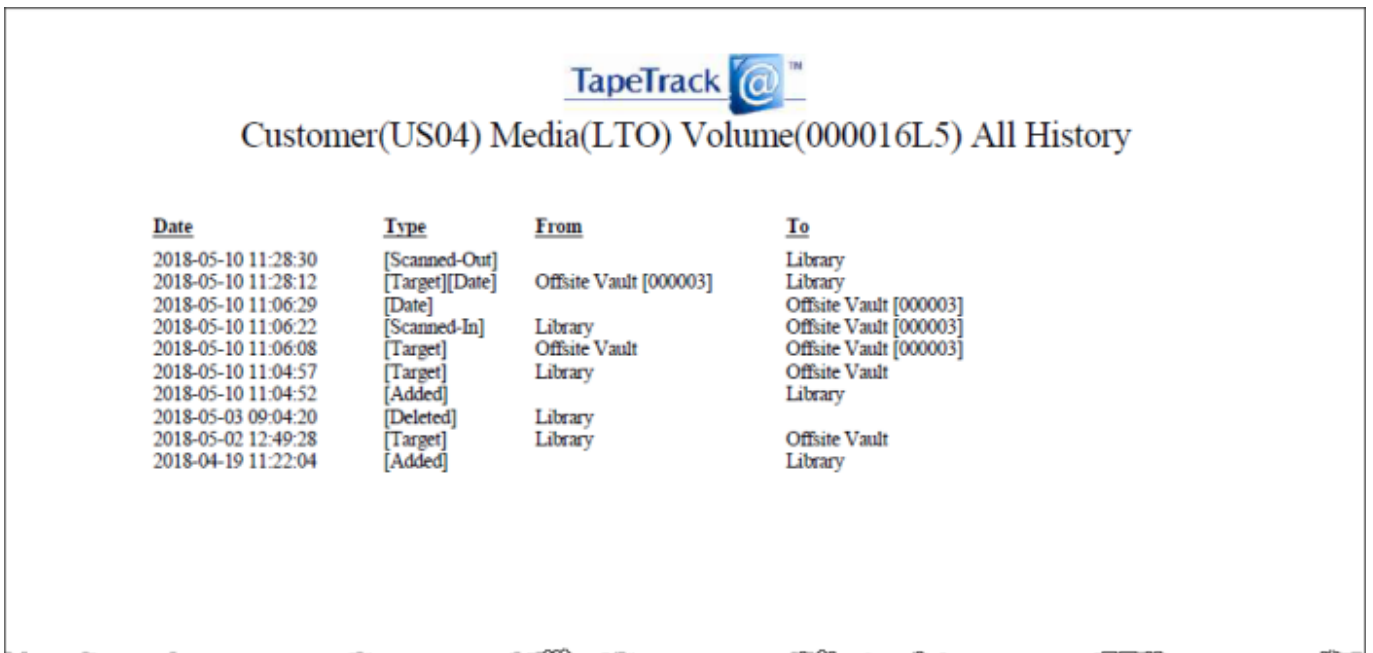 TapeTrack @ ™
Customer(US04) Media(LTO) Volume(000016L5) All History
Date Type From To
2018-05-10 11:28:30 [Scanned-Out] Library
2018-05-10 11:28:12 [Target][Date] Offsite Vault [000003] Library
2018-05-10 11:06:29 [Date] Offsite Vault [000003]
2018-05-10 11:06:22 [Scanned-In] Library Offsite Vault [000003]
2018-05-10 11:06:08 [Target] Offsite Vault Offsite Vault [000003]
2018-05-10 11:04:57 [Target] Library Offsite Vault
2018-05-10 11:04:52 [Added] Library
2018-05-03 09:04:20 [Deleted] Library
2018-05-02 12:49:28 [Target] Library Offsite Vault
2018-04-19 11:22:04 [Added] Library